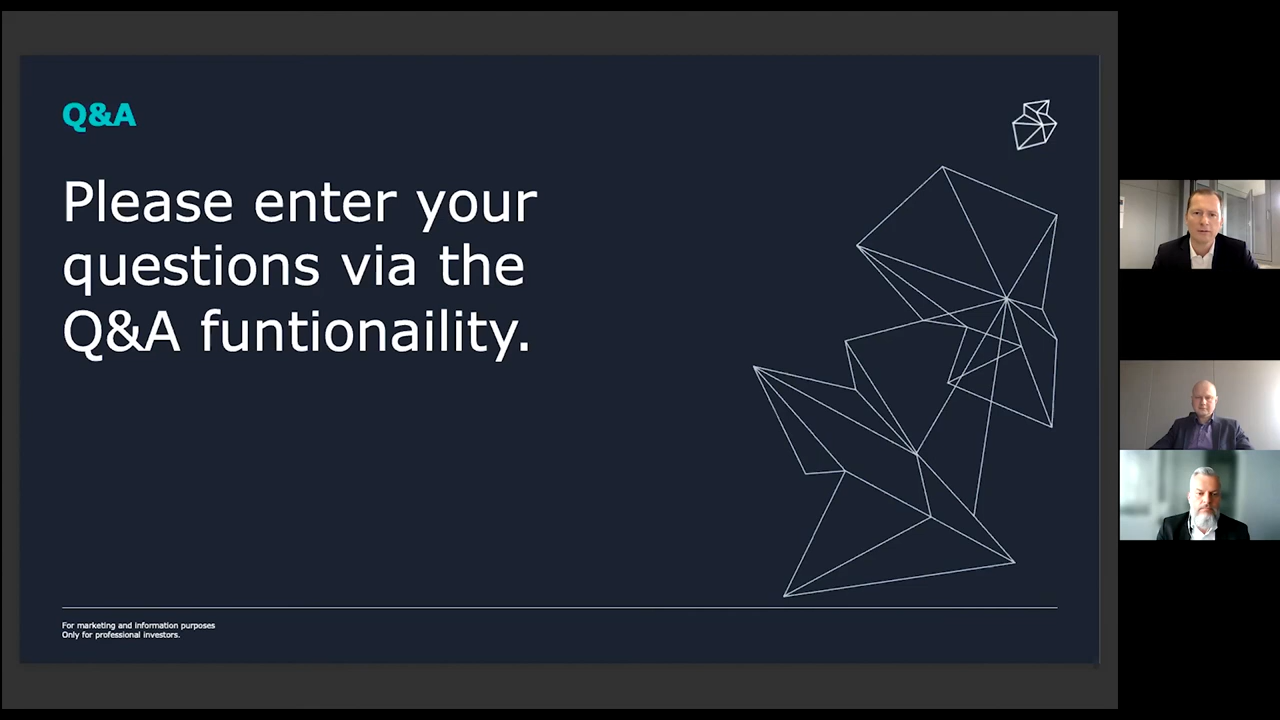 Q&A
Please enter your
questions via the
Q&A funtionaility.
For marketing and information purposes
Only for professional investors.